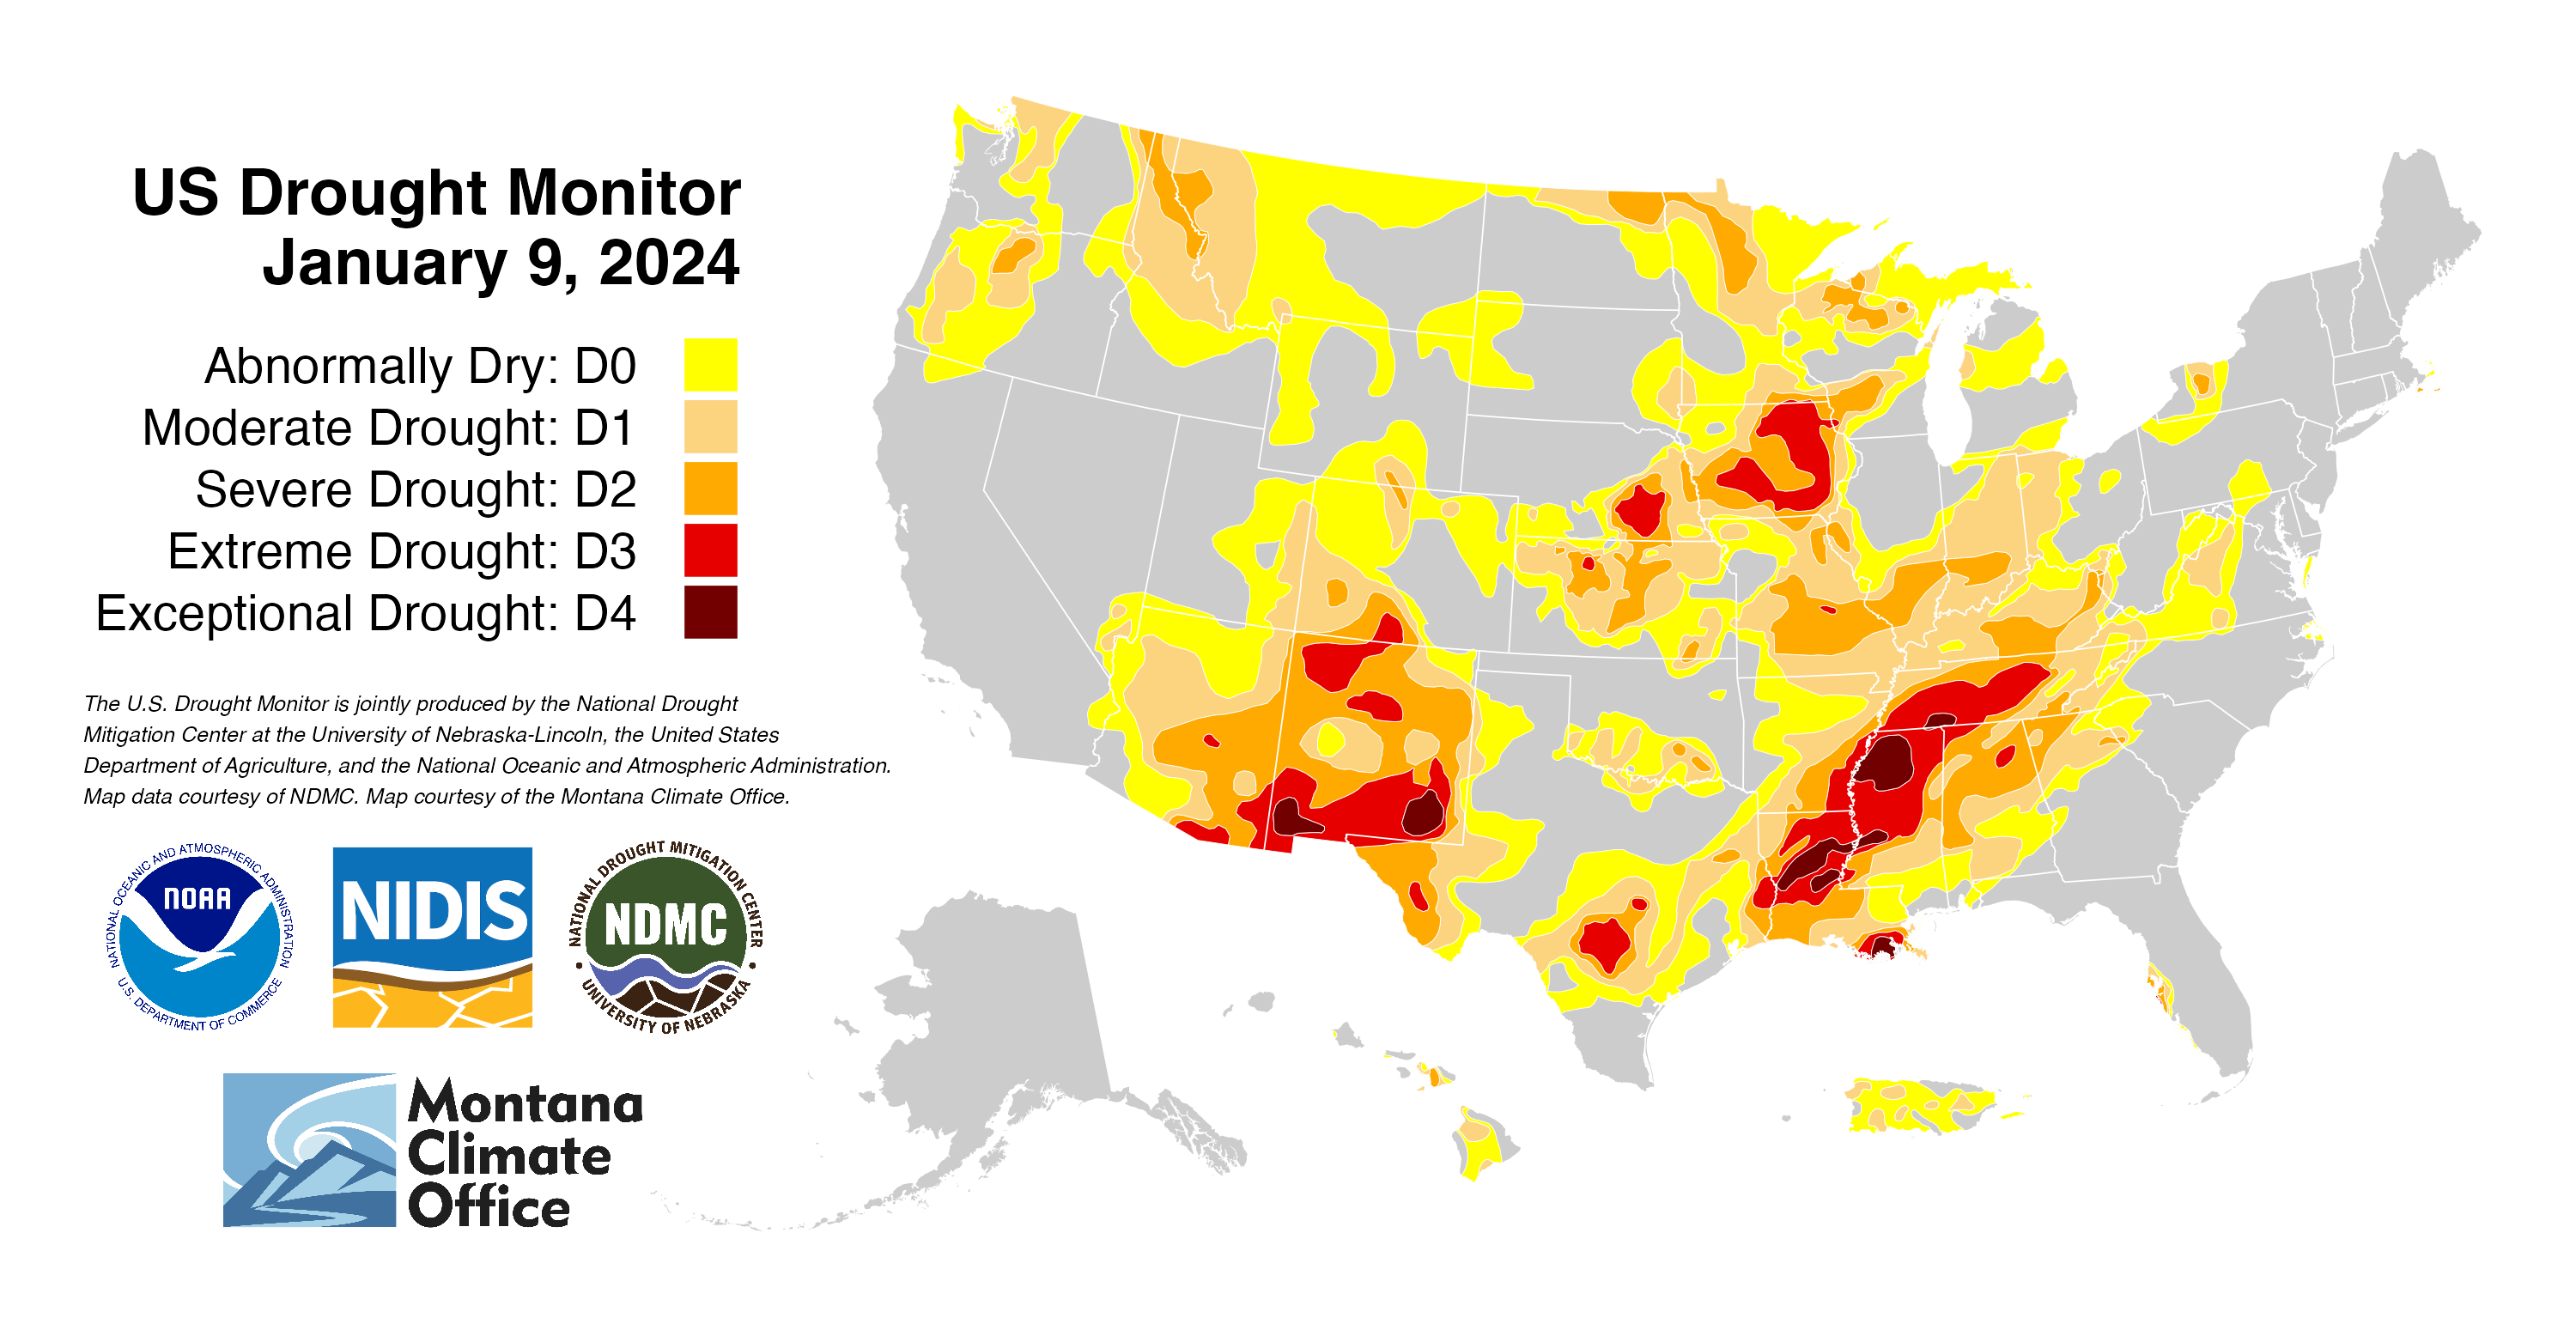 US Drought Monitor
January 9, 2024
Abnormally Dry: D0
Moderate Drought: D1
Severe Drought: D2
Extreme Drought: D3
Exceptional Drought: D4
The U.S. Drought Monitor is jointly produced by the National Drought
Mitigation Center at the University of Nebraska-Lincoln, the United States
Department of Agriculture, and the National Oceanic and Atmospheric Administration.
Map data courtesy of NDMC. Map courtesy of the Montana Climate Office.
NATIONAL OCEANIC AND ATMOSPHERIC ADMINISTRATION
NOAA
U.S. DEPARTMENT OF COMMERCE
NIDIS
NATIONAL DROUGHT MITIGATION CENTER
NDMC
UNIVERSITY OF NEBRASKA
Montana
Climate
Office